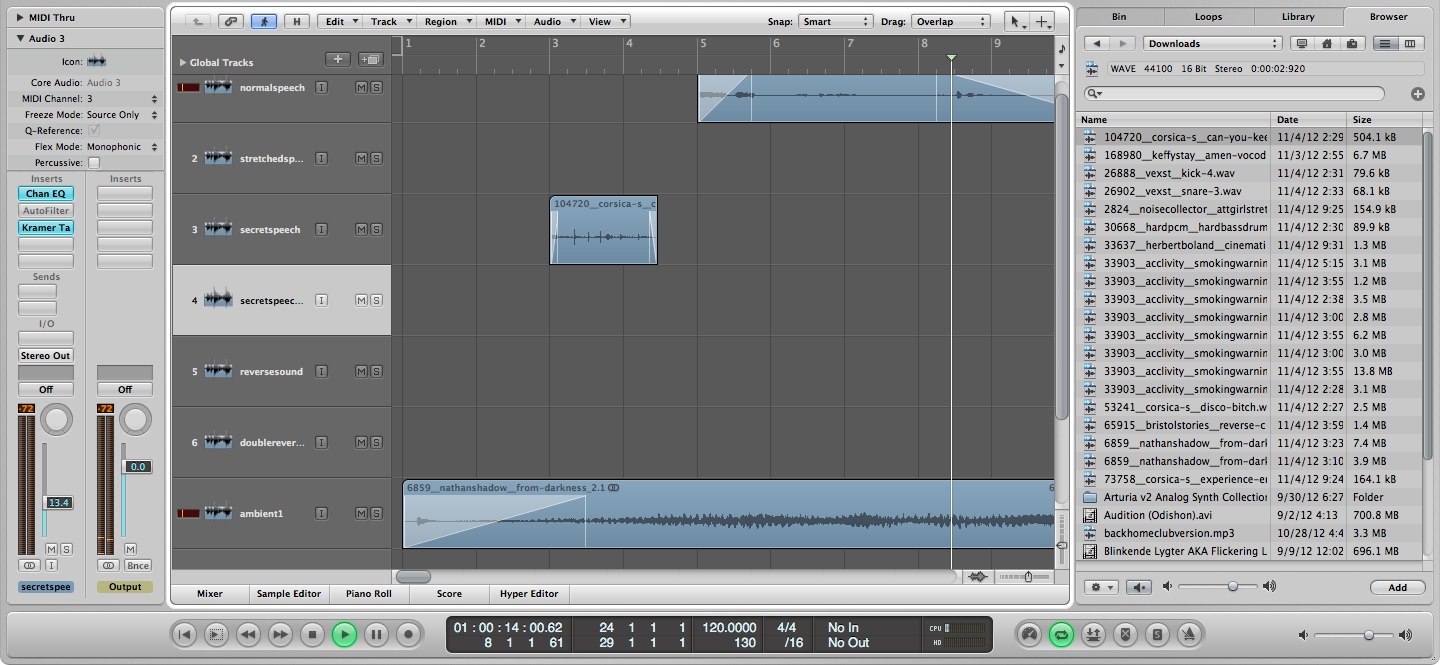 MIDI Thru
Audio 3
Icon:
Core Audio: Audio 3
MIDI Channel: 3
Freeze Mode: Source Only
Q-Reference:
Flex Mode: Monophonic
Percussive:
Inserts Inserts
Chan EQ
AutoFilter
Kramer Ta
Sends
I/O
Stereo Out
Off Off
-72 -72
0.0
13.4
M S M
I Bnce
secretspee Output
H Edit Track Region MIDI Audio View Snap: Smart Drag: Overlap
1 2 3 4 5 6 7 8 9
Global Tracks
normalspeech I M S
2 stretchedsp... I M S
104720__corsica-s__c
3 secretspeech I M S
4 secretspeec... I M S
5 reversesound I M S
6 doublerever... I M S
6859__nathanshadow__from-darkness_2.1 6
ambient1 I M S
Mixer Sample Editor Piano Roll Score Hyper Editor
Bin Loops Library Browser
Downloads
WAVE 44100 16 Bit Stereo 0:00:02:920
Name Date Size
104720__corsica-s__can-you-kee 11/4/12 2:29 504.1 kB
168980__keffystay__amen-vocod 11/3/12 2:55 6.7 MB
26888__vexst__kick-4.wav 11/4/12 2:31 79.6 kB
26902__vexst__snare-3.wav 11/4/12 2:33 68.1 kB
2824__noisecollector__attgirlstret 11/4/12 9:25 154.9 kB
30668__hardpcm__hardbassdrum 11/4/12 2:30 89.9 kB
33637__herbertboland__cinemati 11/4/12 9:31 1.3 MB
33903__acclivity__smokingwarnin 11/4/12 5:15 3.1 MB
33903__acclivity__smokingwarnin 11/4/12 3:55 1.2 MB
33903__acclivity__smokingwarnin 11/4/12 2:38 3.5 MB
33903__acclivity__smokingwarnin 11/4/12 3:00 2.8 MB
33903__acclivity__smokingwarnin 11/4/12 3:55 6.2 MB
33903__acclivity__smokingwarnin 11/4/12 3:00 3.0 MB
33903__acclivity__smokingwarnin 11/4/12 3:55 13.8 MB
33903__acclivity__smokingwarnin 11/4/12 2:28 3.1 MB
53241__corsica-s__disco-bitch.w 11/4/12 2:27 2.5 MB
65915__bristolstories__reverse-c 11/4/12 3:59 1.4 MB
6859__nathanshadow__from-dark 11/4/12 3:23 7.4 MB
6859__nathanshadow__from-dark 11/4/12 3:10 3.9 MB
73758__corsica-s__experience-er 11/4/12 9:24 164.1 kB
Arturia v2 Analog Synth Collection 9/30/12 6:27 Folder
Audition (Odishon).avi 9/2/12 4:13 700.8 MB
backhomeclubversion.mp3 10/28/12 4:4 3.3 MB
Blinkende Lygter AKA Flickering L 9/9/12 12:02 696.1 MB
Add
01:00:14:00.62 24 1 1 1 120.0000 4/4 No In CPU
8 1 1 61 29 1 1 1 130 /16 No Out HD
S